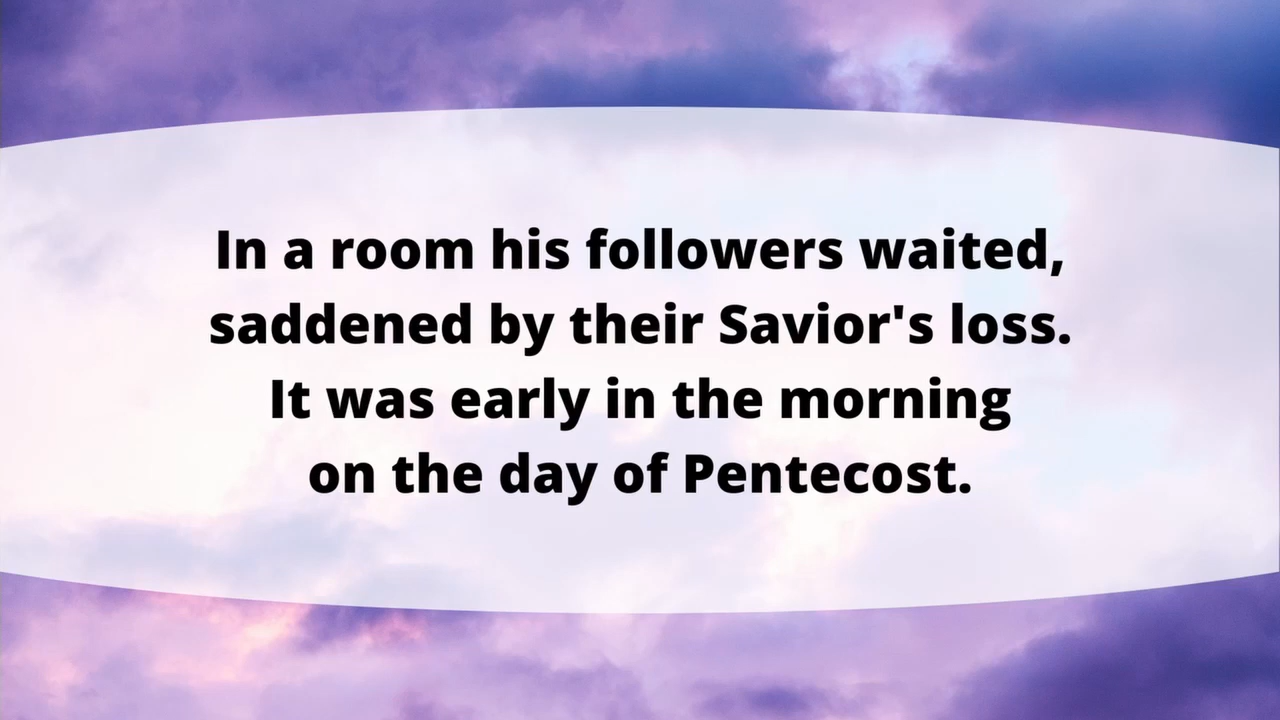 In a room his followers waited,
saddened by their Savior's loss.
It was early in the morning
on the day of Pentecost.